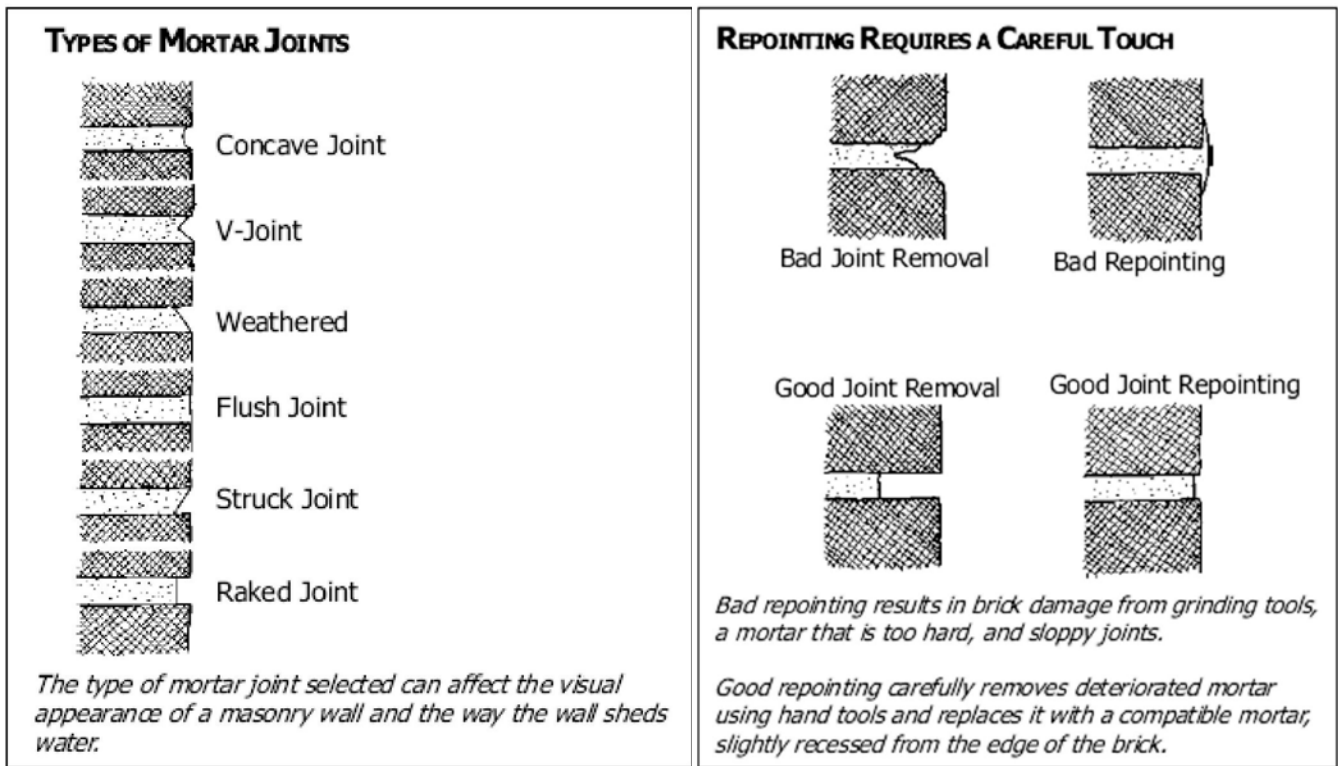 TYPES OF MORTAR JOINTS
Concave Joint
V-Joint
Weathered
Flush Joint
Struck Joint
Raked Joint
The type of mortar joint selected can affect the visual
appearance of a masonry wall and the way the wall sheds
water.
REPOINTING REQUIRES A CAREFUL TOUCH
Bad Joint Removal
Bad Repointing
Good Joint Removal
Good Joint Repointing
Bad repointing results in brick damage from grinding tools,
a mortar that is too hard, and sloppy joints.
Good repointing carefully removes deteriorated mortar
using hand tools and replaces it with a compatible mortar,
slightly recessed from the edge of the brick.